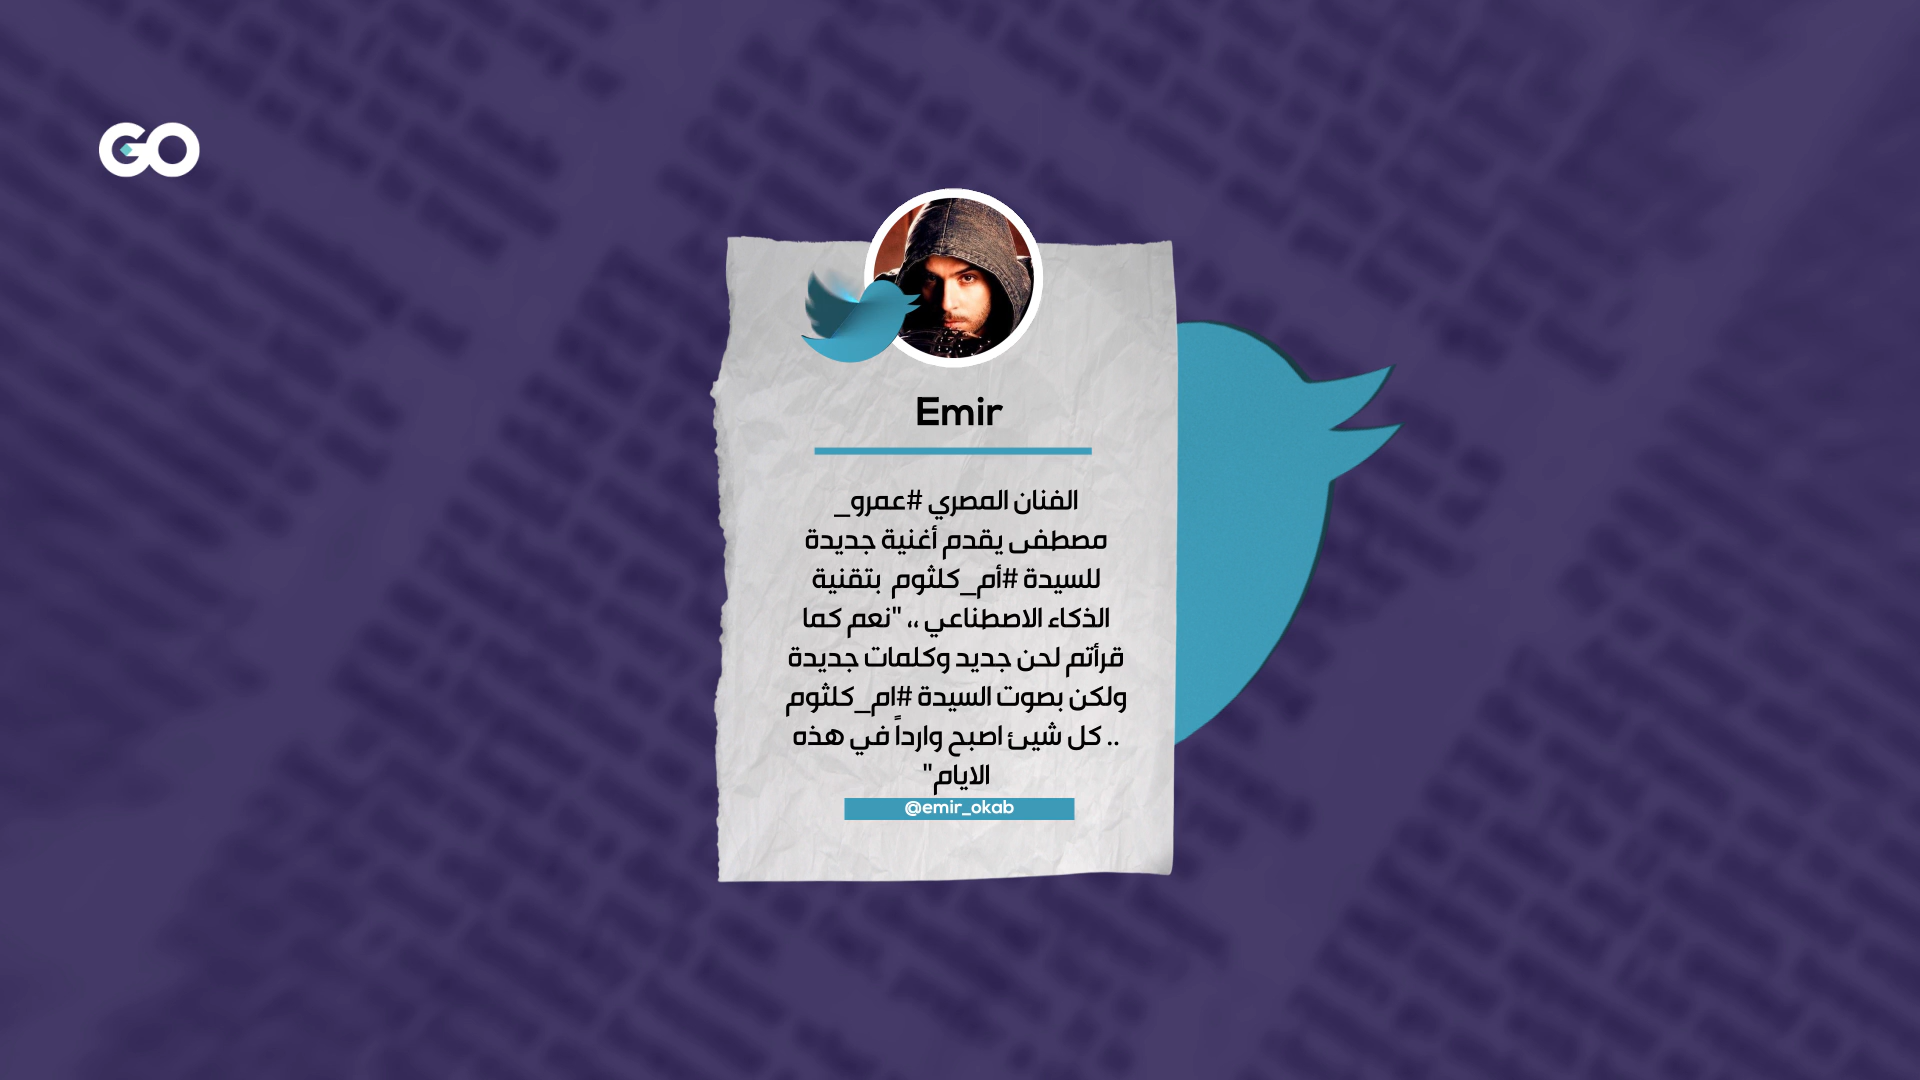 GO
Emir
الفنان المصري #عمرو_
مصطفى يقدم أغنية جديدة
للسيدة #أم_كلثوم بتقنية
الذكاء الاصطناعي ،، "نعم كما
قرأتم لحن جديد وكلمات جديدة
ولكن بصوت السيدة #ام_كلثوم
.. كل شيئ اصبح وارداً في هذه
الايام"
@emir_okab